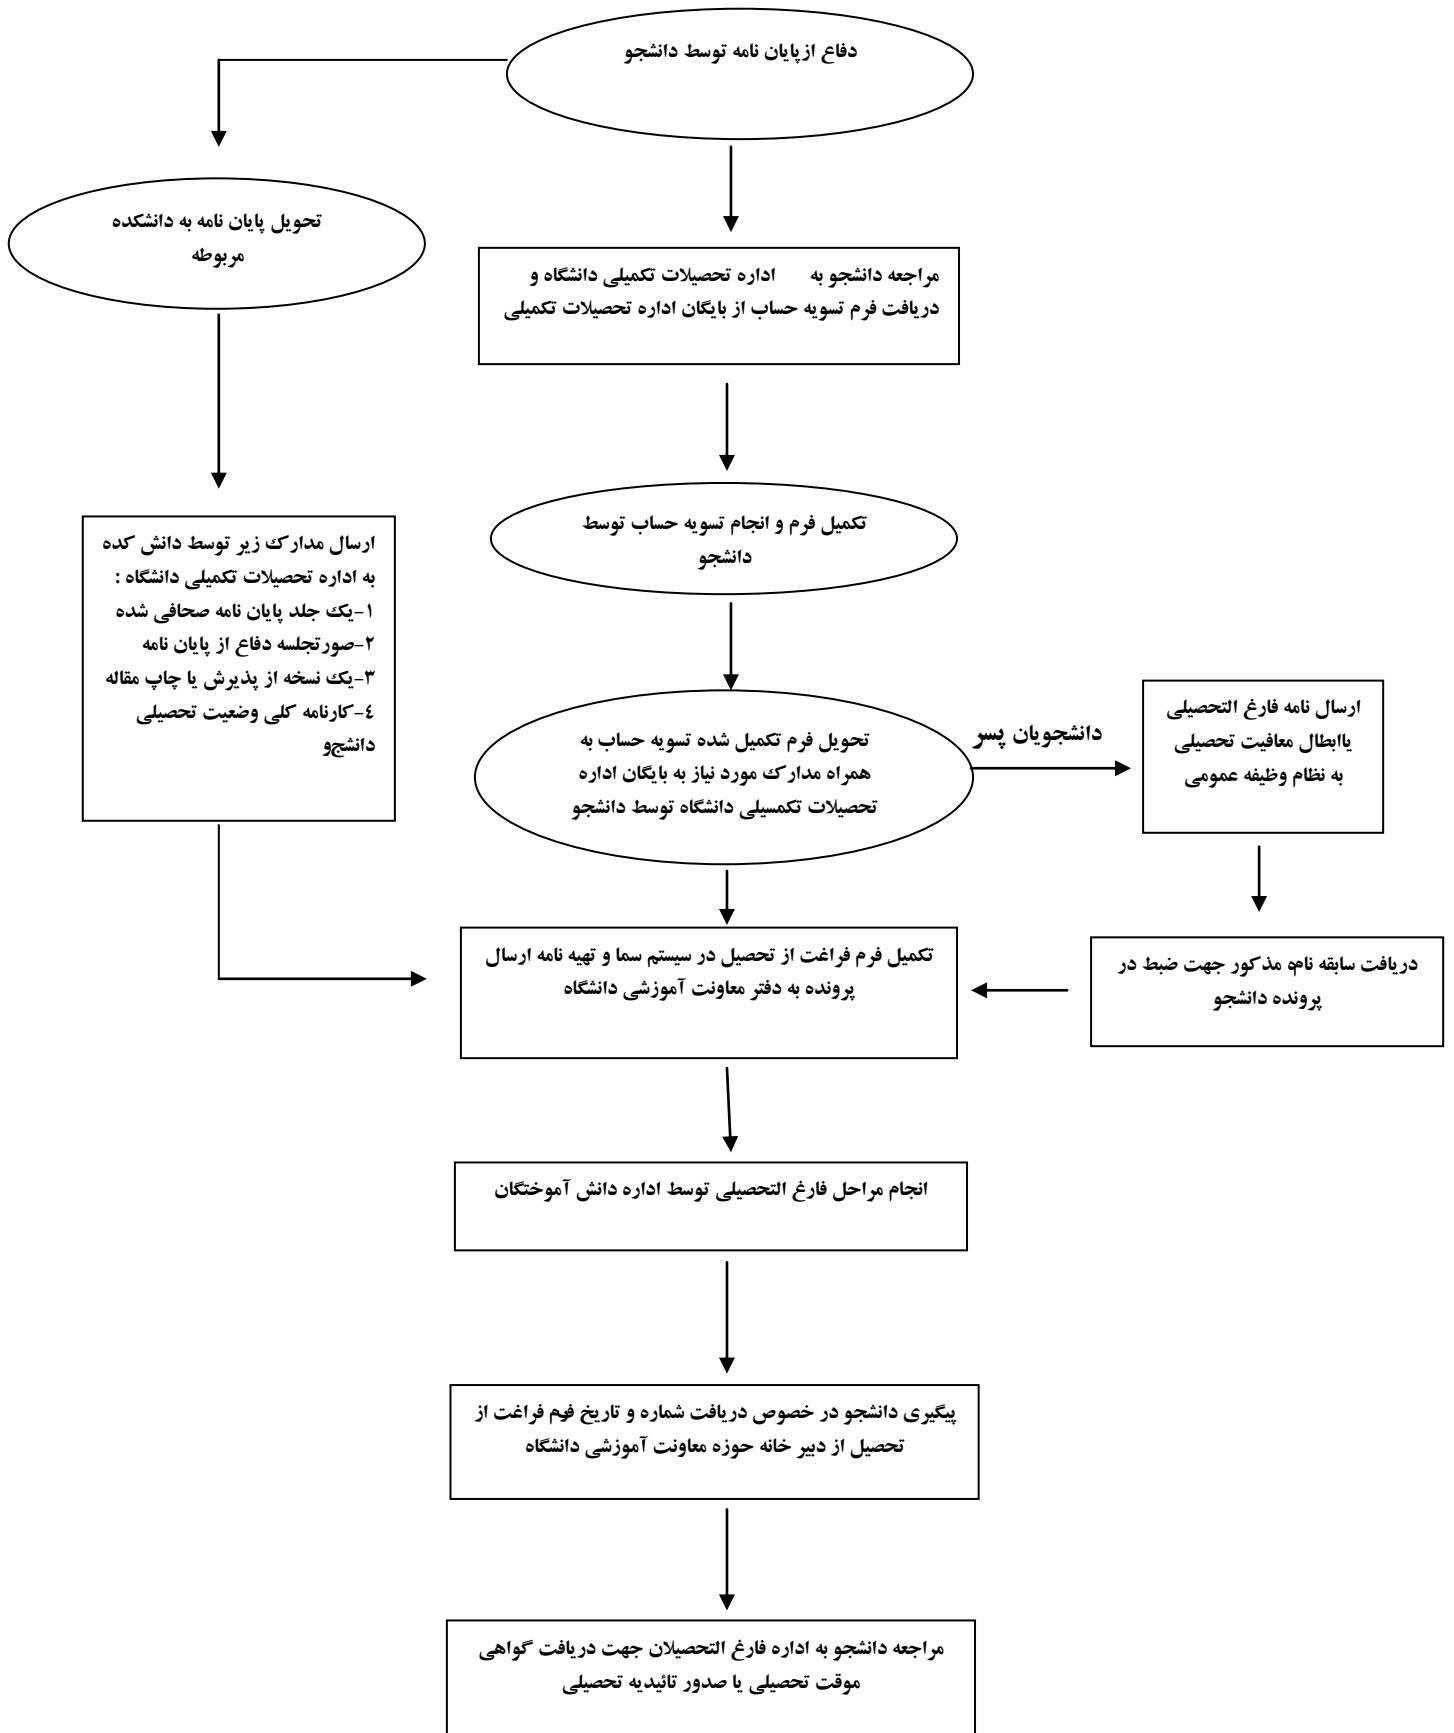 دفاع ازپایان نامه توسط دانشجو
تحویل پایان نامه به دانشکده
مربوطه
مراجعه دانشجو به اداره تحصیلات تکمیلی دانشگاه و
دریافت فرم تسویه حساب از بایگان اداره تحصیلات تکمیلی
تکمیل فرم و انجام تسویه حساب توسط
دانشجو
ارسال مدارک زیر توسط دانش کده
به اداره تحصیلات تکمیلی دانشگاه :
۱-یک جلد پایان نامه صحافی شده
۲-صورتجلسه دفاع از پایان نامه
۳-یک نسخه از پذیرش یا چاپ مقاله
٤-کارنامه کلی وضعیت تحصیلی
دانشجو
تحویل فرم تکمیل شده تسویه حساب به
همراه مدارک مورد نیاز به بایگان اداره
تحصیلات تکمسیلی دانشگاه توسط دانشجو
دانشجویان پسر
ارسال نامه فارغ التحصیلی
یاابطال معافیت تحصیلی
به نظام وظیفه عمومی
دریافت سابقه نامه مذکور جهت ضبط در
پرونده دانشجو
تکمیل فرم فراغت از تحصیل در سیستم سما و تهیه نامه ارسال
پرونده به دفتر معاونت آموزشی دانشگاه
انجام مراحل فارغ التحصیلی توسط اداره دانش آموختگان
پیگیری دانشجو در خصوص دریافت شماره و تاریخ فرم فراغت از
تحصیل از دبیر خانه حوزه معاونت آموزشی دانشگاه
مراجعه دانشجو به اداره فارغ التحصیلان جهت دریافت گواهی
موقت تحصیلی یا صدور تائیدیه تحصیلی